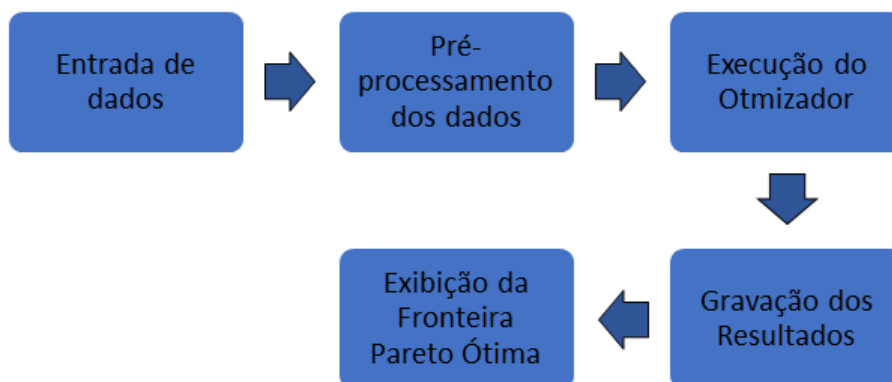 Entrada de
dados
Pré-
processamento
dos dados
Execução do
Otmizador
Gravação dos
Resultados
Exibição da
Fronteira
Pareto Ótima